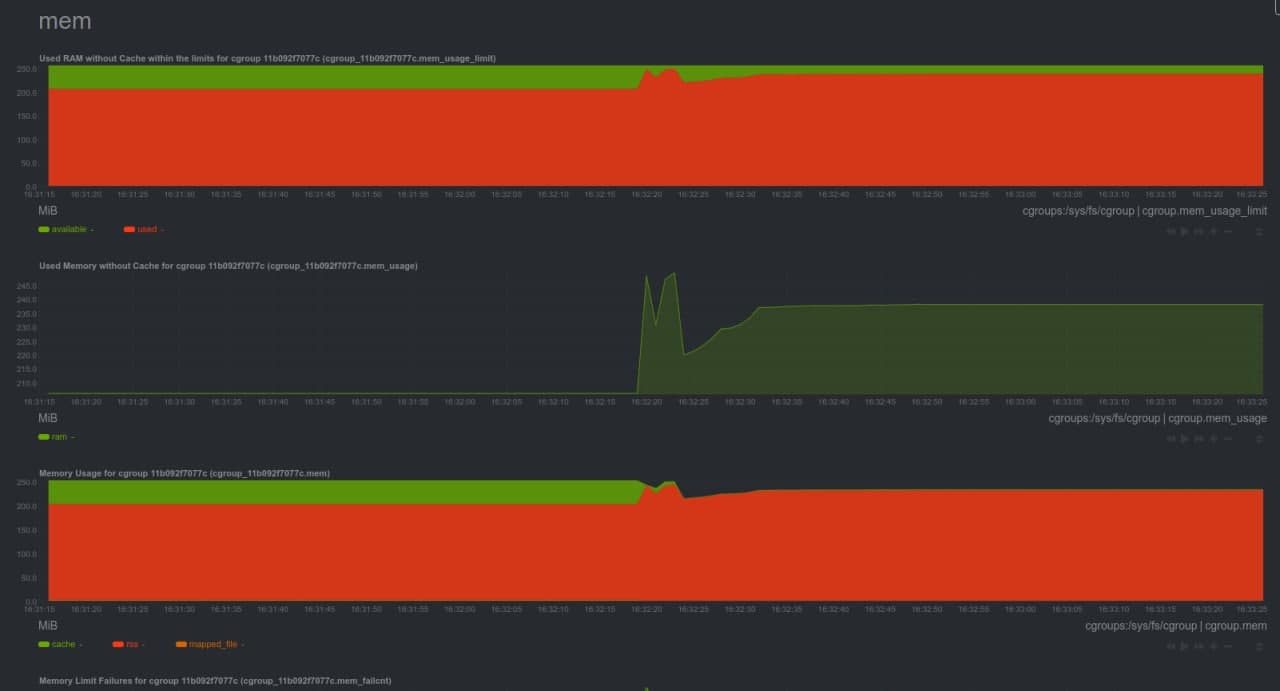 mem
Used RAM without Cache within the limits for cgroup 11b092f7077c (cgroup_11b092f7077c.mem_usage_limit)
250.0
200.0
150.0
100.0
50.0
0.0
16:31:15 16:31:20 16:31:25 16:31:30 16:31:35 16:31:40 16:31:45 16:31:50 16:31:55 16:32:00 16:32:05 16:32:10 16:32:15 16:32:20 16:32:25 16:32:30 16:32:35 16:32:40 16:32:45 16:32:50 16:32:55 16:33:00 16:33:05 16:33:10 16:33:15 16:33:20 16:33:25
MiB cgroups:/sys/fs/cgroup | cgroup.mem_usage_limit
available - used -
Used Memory without Cache for cgroup 11b092f7077c (cgroup_11b092f7077c.mem_usage)
245.0
240.0
235.0
230.0
225.0
220.0
215.0
210.0
16:31:15 16:31:20 16:31:25 16:31:30 16:31:35 16:31:40 16:31:45 16:31:50 16:31:55 16:32:00 16:32:05 16:32:10 16:32:15 16:32:20 16:32:25 16:32:30 16:32:35 16:32:40 16:32:45 16:32:50 16:32:55 16:33:00 16:33:05 16:33:10 16:33:15 16:33:20 16:33:25
MiB cgroups:/sys/fs/cgroup | cgroup.mem_usage
ram -
Memory Usage for cgroup 11b092f7077c (cgroup_11b092f7077c.mem)
250.0
200.0
150.0
100.0
50.0
0.0
16:31:15 16:31:20 16:31:25 16:31:30 16:31:35 16:31:40 16:31:45 16:31:50 16:31:55 16:32:00 16:32:05 16:32:10 16:32:15 16:32:20 16:32:25 16:32:30 16:32:35 16:32:40 16:32:45 16:32:50 16:32:55 16:33:00 16:33:05 16:33:10 16:33:15 16:33:20 16:33:25
MiB cgroups:/sys/fs/cgroup | cgroup.mem
cache - rss - mapped_file -
Memory Limit Failures for cgroup 11b092f7077c (cgroup_11b092f7077c.mem_failcnt)